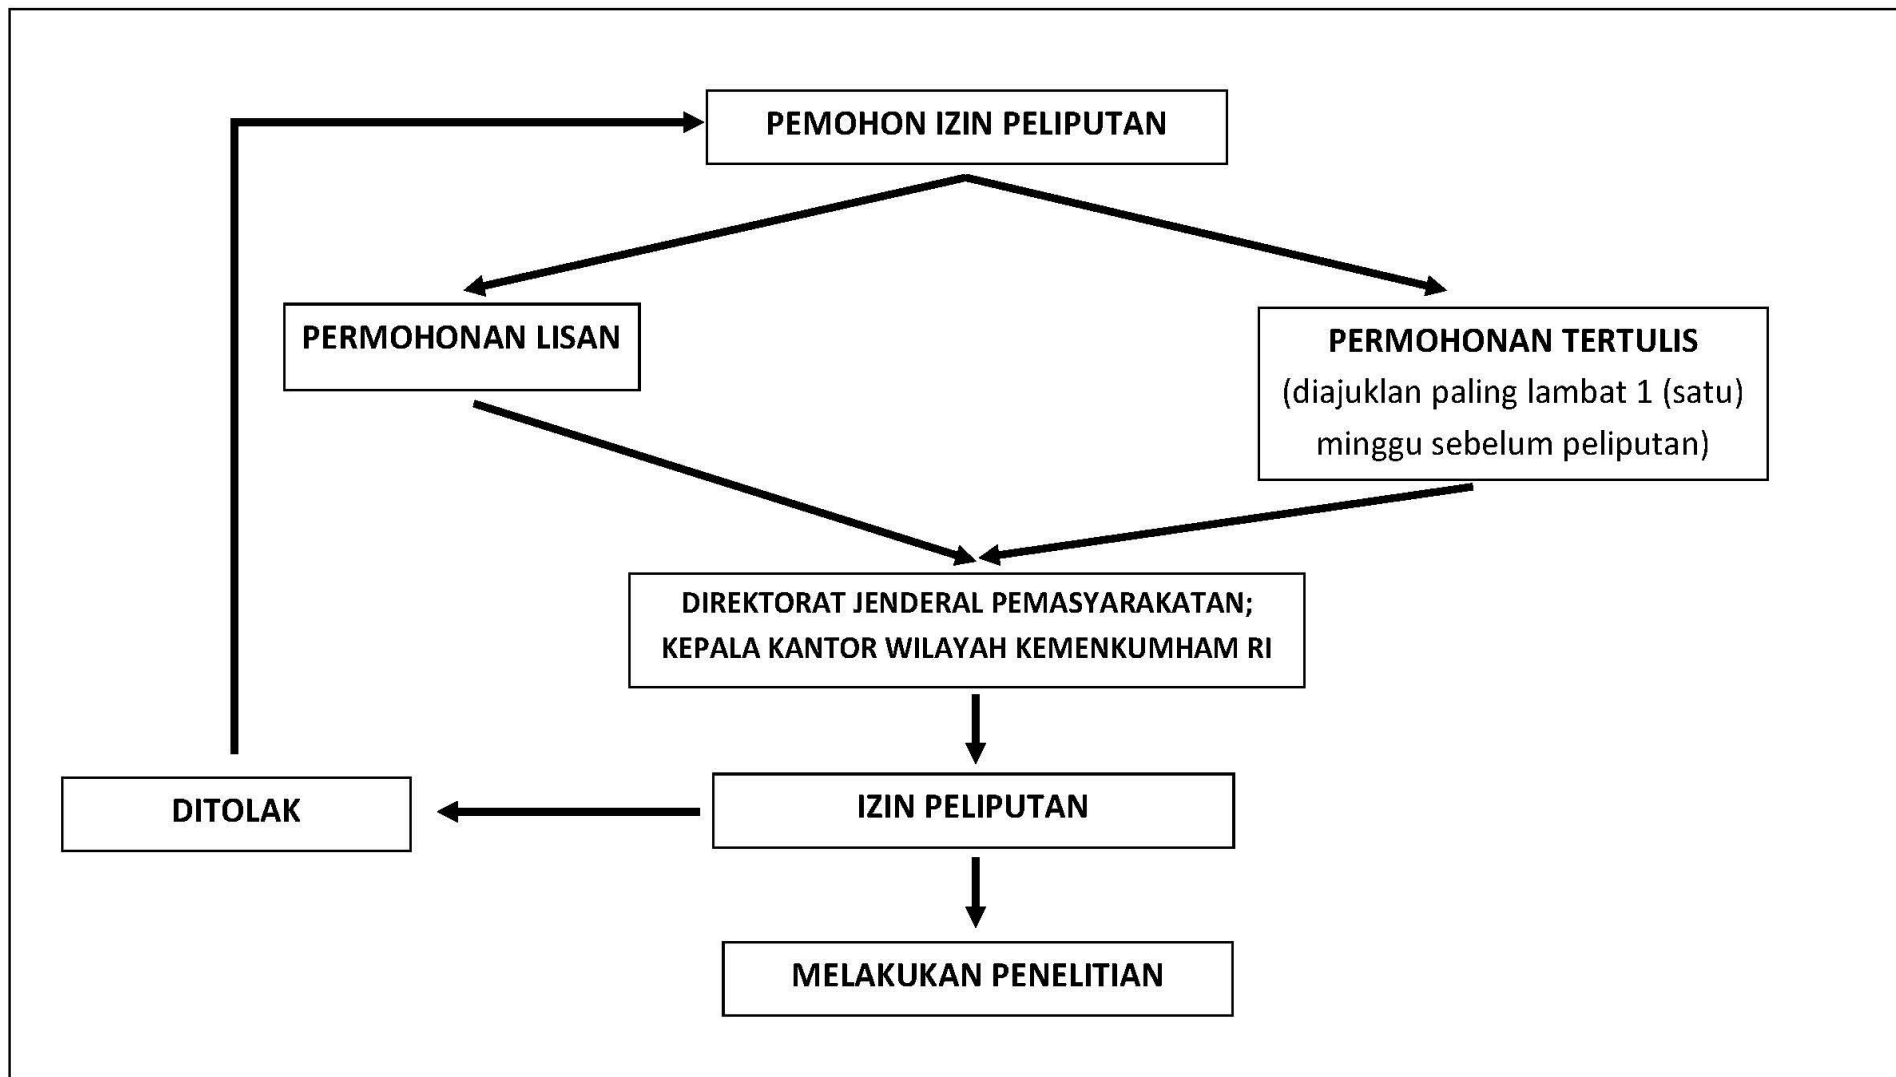 PEMOHON IZIN PELIPUTAN
PERMOHONAN LISAN
PERMOHONAN TERTULIS
(diajuklan paling lambat 1 (satu)
minggu sebelum peliputan)
DIREKTORAT JENDERAL PEMASYARAKATAN;
KEPALA KANTOR WILAYAH KEMENKUMHAM RI
DITOLAK
IZIN PELIPUTAN
MELAKUKAN PENELITIAN